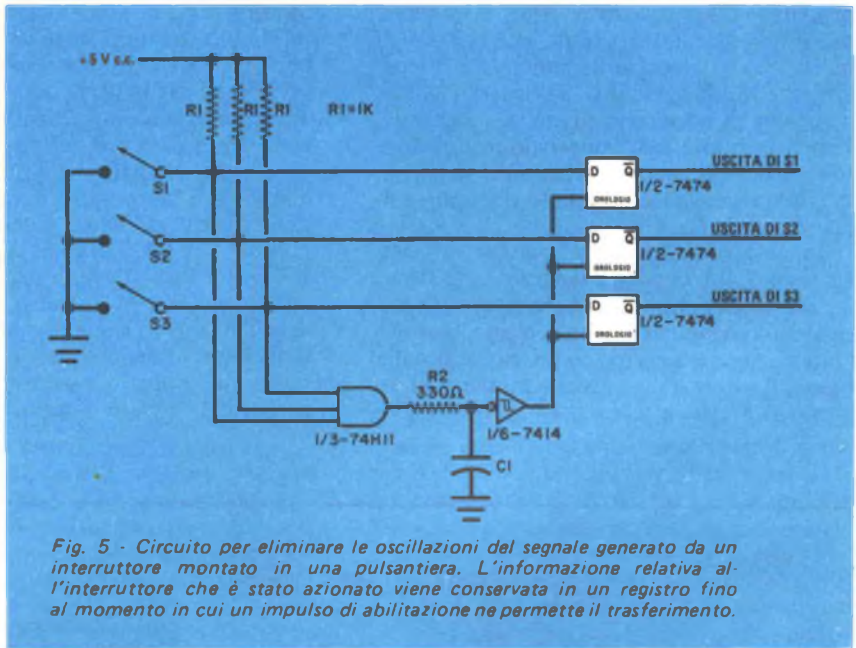 +5 V c.c.
R1 R1 R1 R1=1K
S1
S2
S3
D Q̅
OROLOGIO
1/2-7474
USCITA DI S1
D Q̅
OROLOGIO
1/2-7474
USCITA DI S2
D Q̅
OROLOGIO
1/2-7474
USCITA DI S3
R2
330Ω
1/3-74H11
1/6-7414
C1
Fig. 5 - Circuito per eliminare le oscillazioni del segnale generato da un
interruttore montato in una pulsantiera. L'informazione relativa al-
l'interruttore che è stato azionato viene conservata in un registro fino
al momento in cui un impulso di abilitazione ne permette il trasferimento.